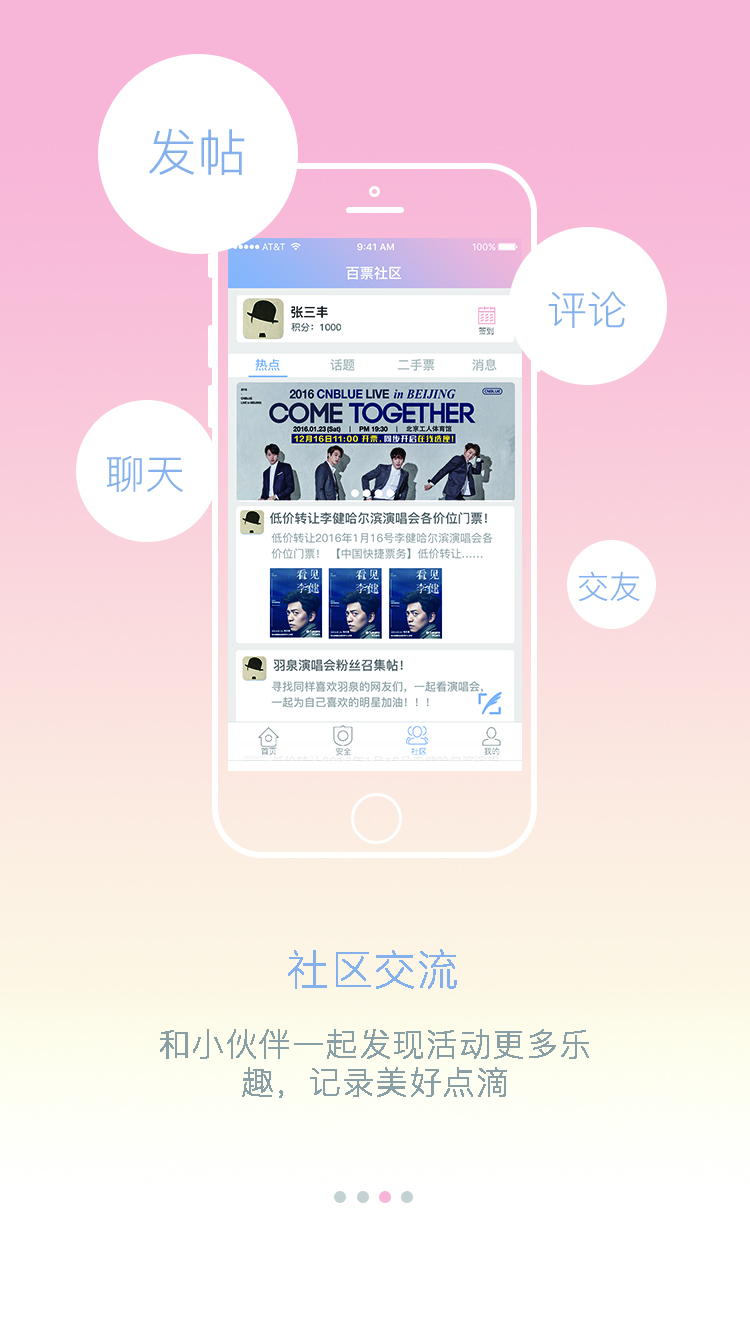 发帖
评论
聊天
交友
AT&T 9:41 AM 100%
百票社区
张三丰
积分：1000
签到
热点 话题 二手票 消息
2016 CNBLUE LIVE in BEIJING
CNBLUE
COME TOGETHER
2016.01.23 (Sat) | PM 19:30 | 北京工人体育馆
12月16日11:00 开票，同步开启在线选座！
低价转让李健哈尔滨演唱会各价位门票！
低价转让2016年1月16号李健哈尔滨演唱会各
价位门票！ 【中国快捷票务】低价转让……
看见 看见 看见
李健 李健 李健
羽泉演唱会粉丝召集帖！
寻找同样喜欢羽泉的网友们，一起看演唱会，
一起为自己喜欢的明星加油！！！
首页 安全 社区 我的
社区交流
和小伙伴一起发现活动更多乐
趣，记录美好点滴